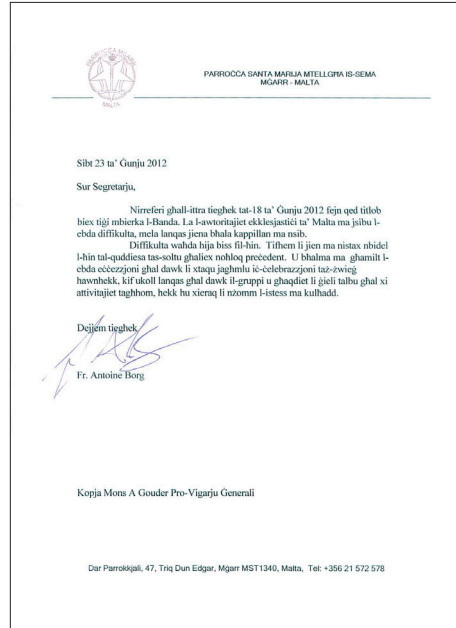 PARROĊĊA MĠARR
MALTA
PARROĊĊA SANTA MARIJA MTELLGĦA IS-SEMA
MĠARR - MALTA
Sibt 23 ta' Ġunju 2012
Sur Segretarju,
Nirreferi għall-ittra tiegħek tat-18 ta' Ġunju 2012 fejn qed titlob
biex tiġi mbierka l-Banda. La l-awtoritajiet ekklesjastiċi ta' Malta ma jsibu l-
ebda diffikulta, mela lanqas jiena bħala kappillan ma nsib.
Diffikulta waħda hija biss fil-ħin. Tifhem li jien ma nistax nbidel
l-ħin tal-quddiesa tas-soltu għaliex noħloq preċedent. U bħalma ma għamilt l-
ebda eċċezzjoni għal dawk li xtaqu jagħmlu iċ-ċelebrazzjoni taż-żwieġ
hawnhekk, kif ukoll lanqas għal dawk il-gruppi u għaqdiet li ġieli talbu għal xi
attivitajiet tagħhom, hekk hu xieraq li nżomm l-istess ma kulħadd.
Dejjem tiegħek
Fr. Antoine Borg
Kopja Mons A Gouder Pro-Vigarju Ġenerali
Dar Parrokkjali, 47, Triq Dun Edgar, Mġarr MST1340, Malta, Tel: +356 21 572 578